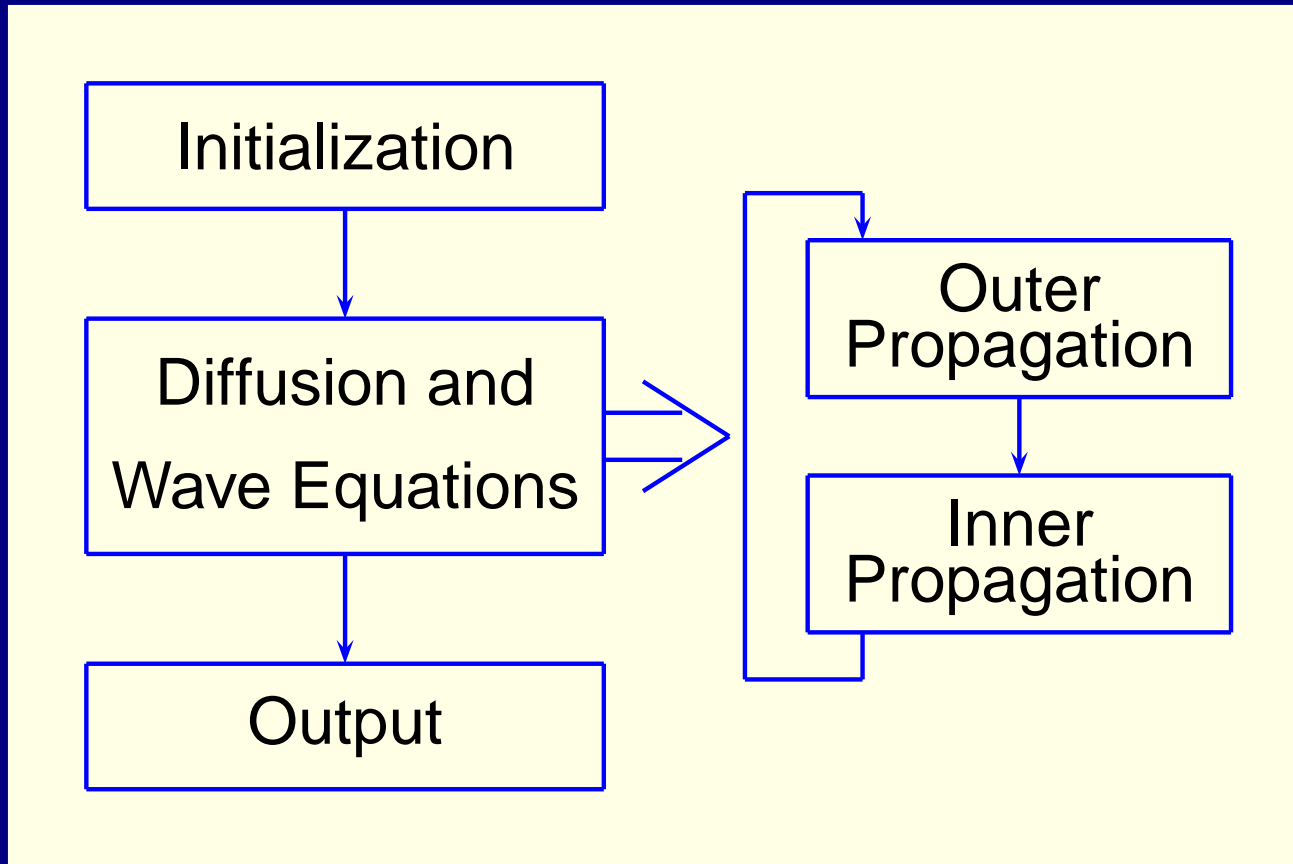 Initialization
Diffusion and
Wave Equations
Output
Outer
Propagation
Inner
Propagation